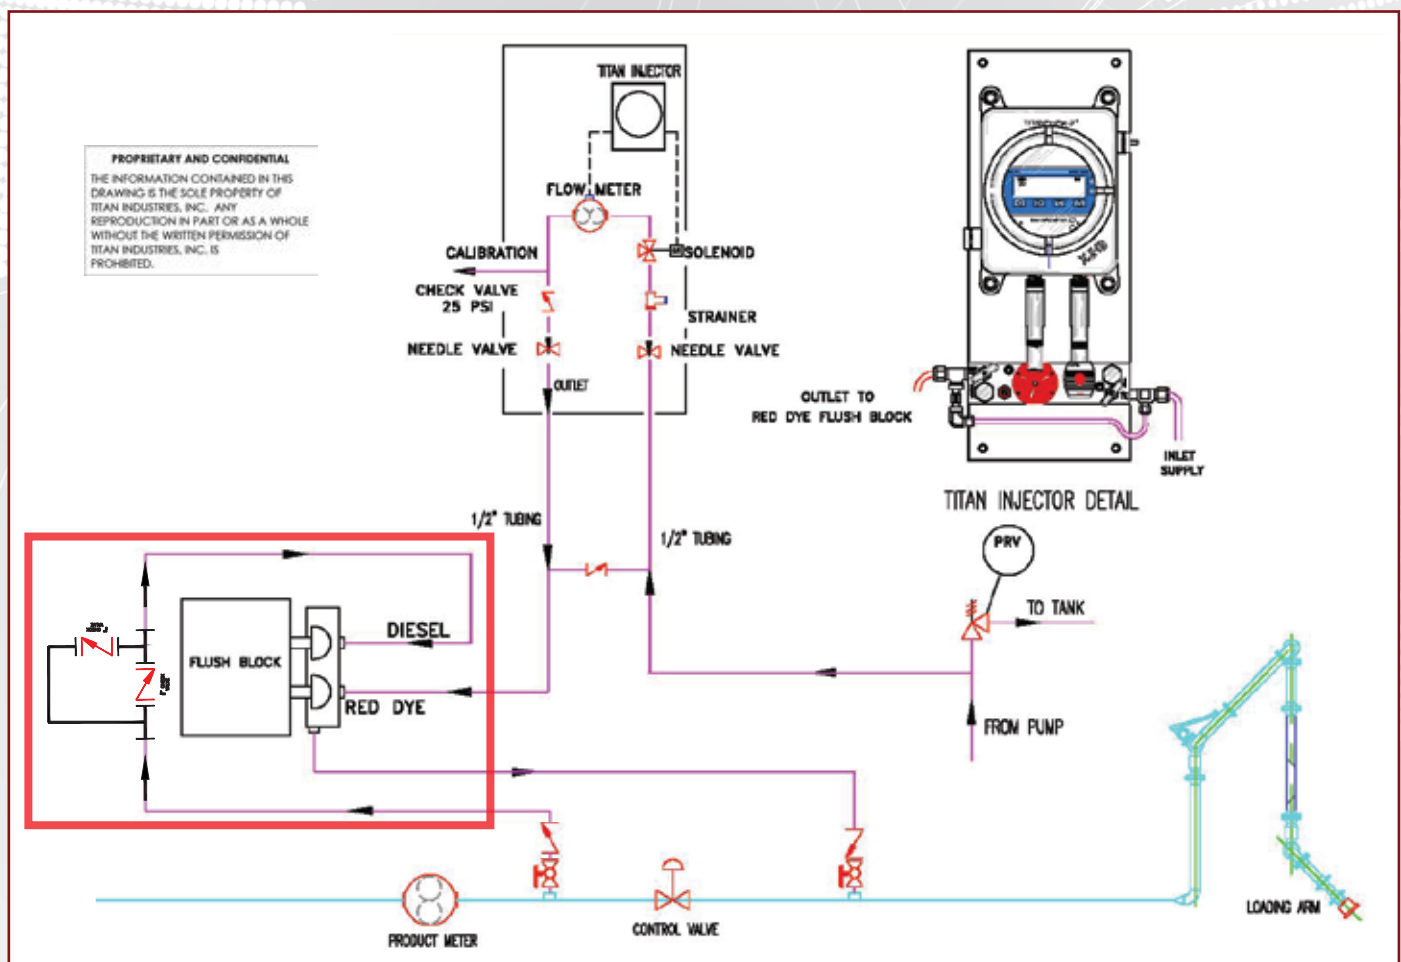 PROPRIETARY AND CONFIDENTIAL
THE INFORMATION CONTAINED IN THIS
DRAWING IS THE SOLE PROPERTY OF
TITAN INDUSTRIES, INC. ANY
REPRODUCTION IN PART OR AS A WHOLE
WITHOUT THE WRITTEN PERMISSION OF
TITAN INDUSTRIES, INC. IS
PROHIBITED.
TITAN INJECTOR
FLOW METER
CALIBRATION
SOLENOID
CHECK VALVE
25 PSI
STRAINER
NEEDLE VALVE
NEEDLE VALVE
OUTLET
OUTLET TO
RED DYE FLUSH BLOCK
INLET
SUPPLY
TITAN INJECTOR DETAIL
1/2" TUBING
1/2" TUBING
PRV
TO TANK
DIESEL
FLUSH BLOCK
RED DYE
FROM PUMP
LOADING ARM
PRODUCT METER
CONTROL VALVE